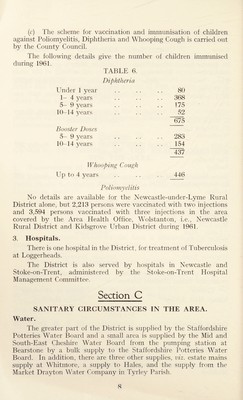 (c) The scheme for vaccination and immunisation of children
against Poliomyelitis, Diphtheria and Whooping Cough is carried out
by the County Council.
The following details give the number of children immunised
during 1961.
TABLE 6.
Diphtheria
Under 1 year .. .. .. 80
1– 4 years .. .. .. 368
5– 9 years .. .. .. 175
10–14 years .. .. .. 52
675
Booster Doses
5– 9 years .. .. .. 283
10–14 years .. .. .. 154
437
Whooping Cough
Up to 4 years .. .. .. 446
Poliomyelitis
No details are available for the Newcastle-under-Lyme Rural
District alone, but 2,213 persons were vaccinated with two injections
and 3,594 persons vaccinated with three injections in the area
covered by the Area Health Office, Wolstanton, i.e., Newcastle
Rural District and Kidsgrove Urban District during 1961.
3. Hospitals.
There is one hospital in the District, for treatment of Tuberculosis
at Loggerheads.
The District is also served by hospitals in Newcastle and
Stoke-on-Trent, administered by the Stoke-on-Trent Hospital
Management Committee.
Section C
SANITARY CIRCUMSTANCES IN THE AREA.
Water.
The greater part of the District is supplied by the Staffordshire
Potteries Water Board and a small area is supplied by the Mid and
South-East Cheshire Water Board from the pumping station at
Bearstone by a bulk supply to the Staffordshire Potteries Water
Board. In addition, there are three other supplies, viz. estate mains
supply at Whitmore, a supply to Hales, and the supply from the
Market Drayton Water Company in Tyrley Parish.
8